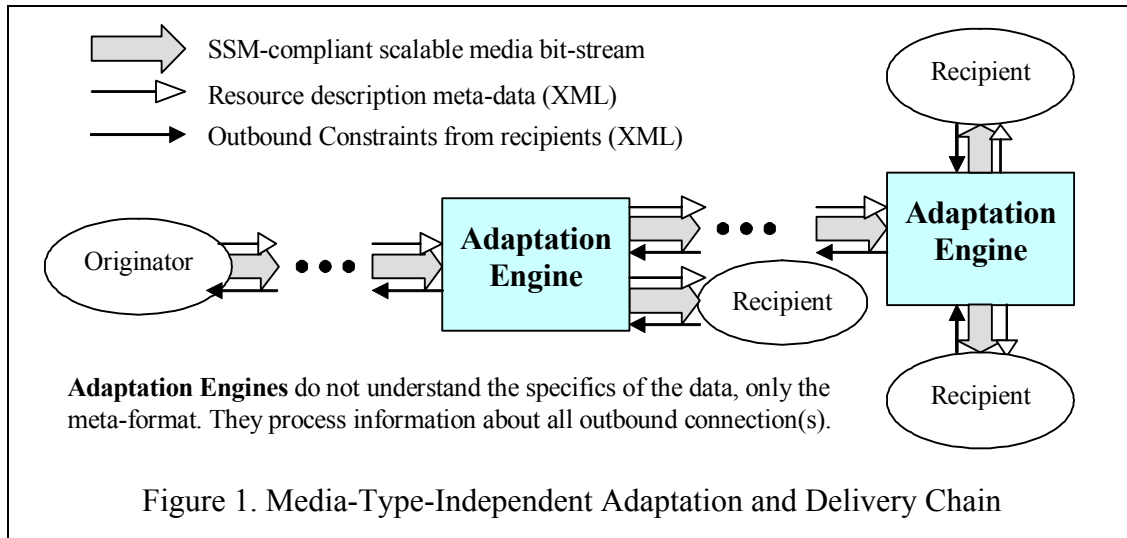 SSM-compliant scalable media bit-stream
Resource description meta-data (XML)
Outbound Constraints from recipients (XML)
Recipient
Originator
Adaptation
Engine
Recipient
Adaptation
Engine
Recipient
Adaptation Engines do not understand the specifics of the data, only the
meta-format. They process information about all outbound connection(s).
Figure 1. Media-Type-Independent Adaptation and Delivery Chain